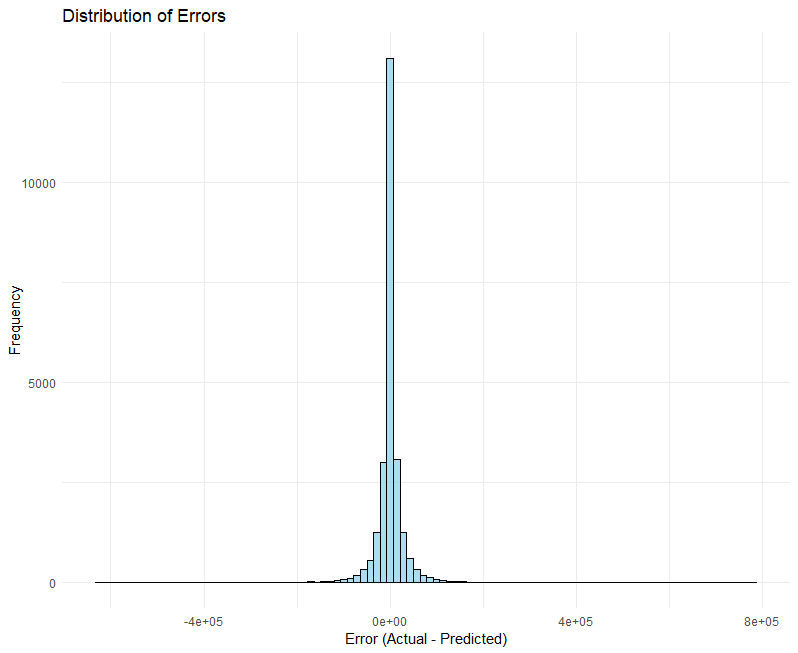 Distribution of Errors
Frequency
10000
5000
0
-4e+05 0e+00 4e+05 8e+05
Error (Actual - Predicted)